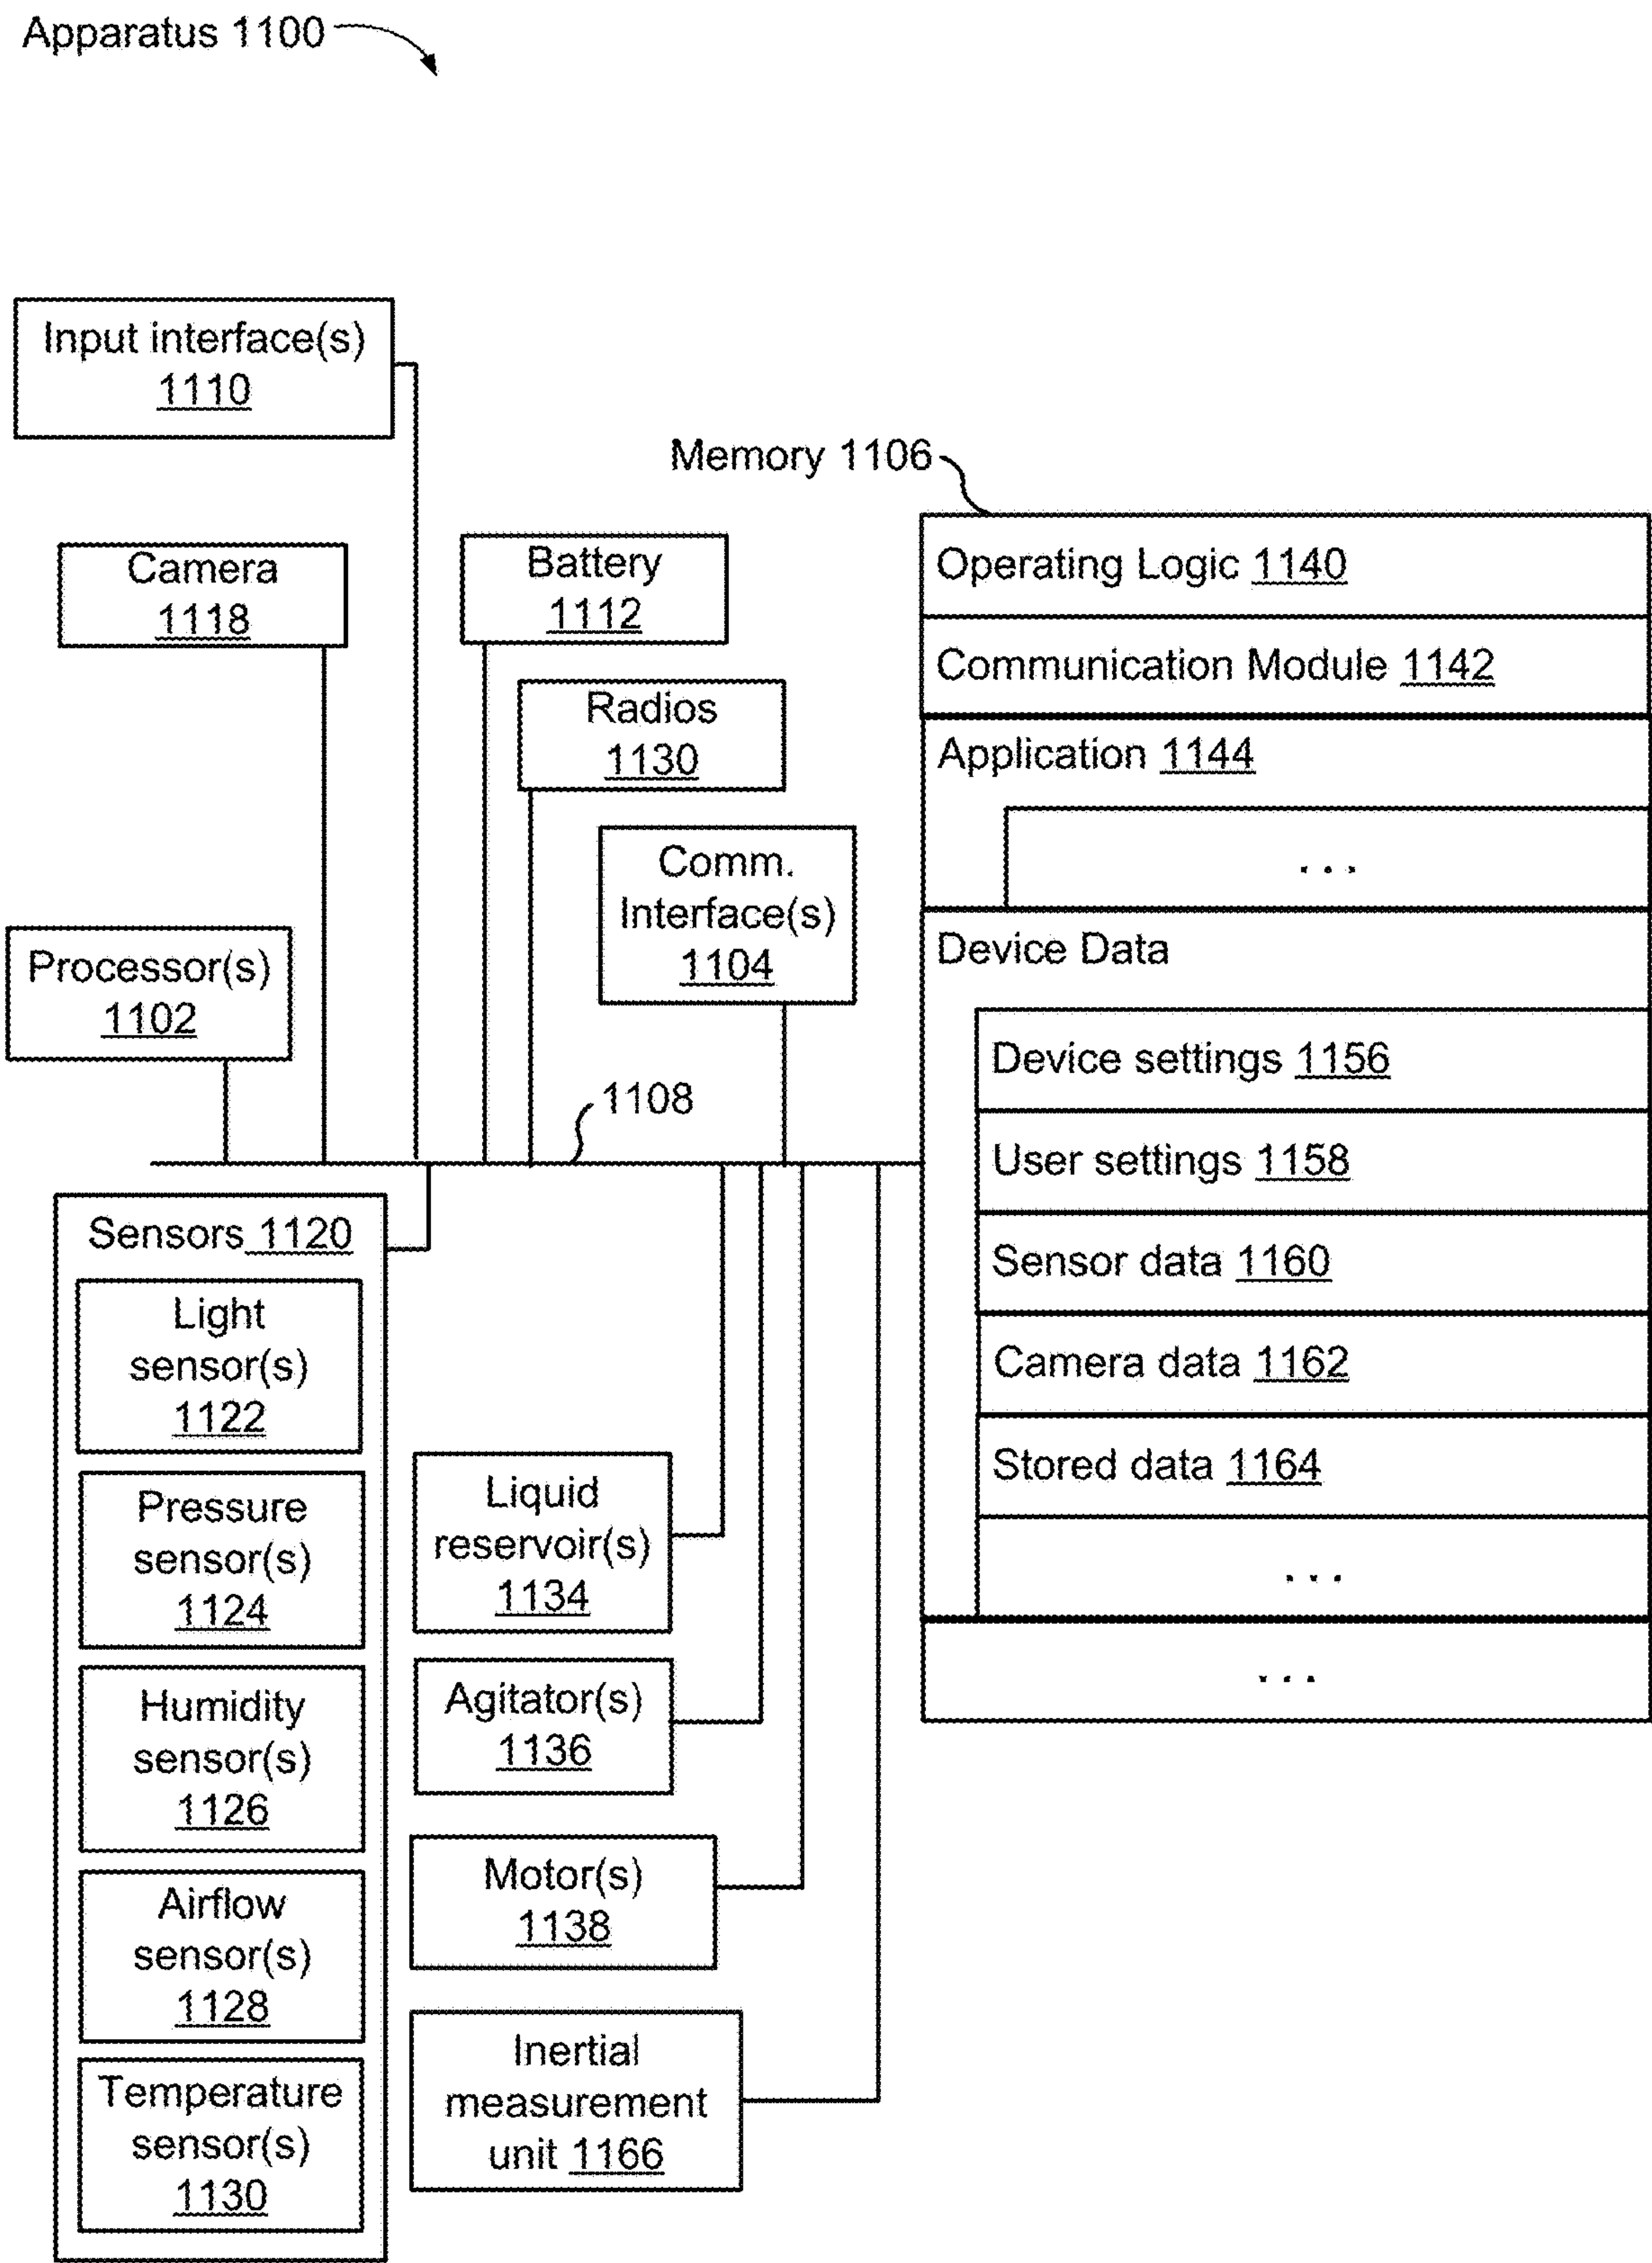 Apparatus 1100
Input interface(s)
1110
Memory 1106
Camera
1118
Battery
1112
Radios
1130
Comm.
Interface(s)
1104
Processor(s)
1102
1108
Operating Logic 1140
Communication Module 1142
Application 1144
...
Device Data
Device settings 1156
User settings 1158
Sensor data 1160
Camera data 1162
Stored data 1164
...
...
Sensors 1120
Light
sensor(s)
1122
Pressure
sensor(s)
1124
Humidity
sensor(s)
1126
Airflow
sensor(s)
1128
Temperature
sensor(s)
1130
Liquid
reservoir(s)
1134
Agitator(s)
1136
Motor(s)
1138
Inertial
measurement
unit 1166